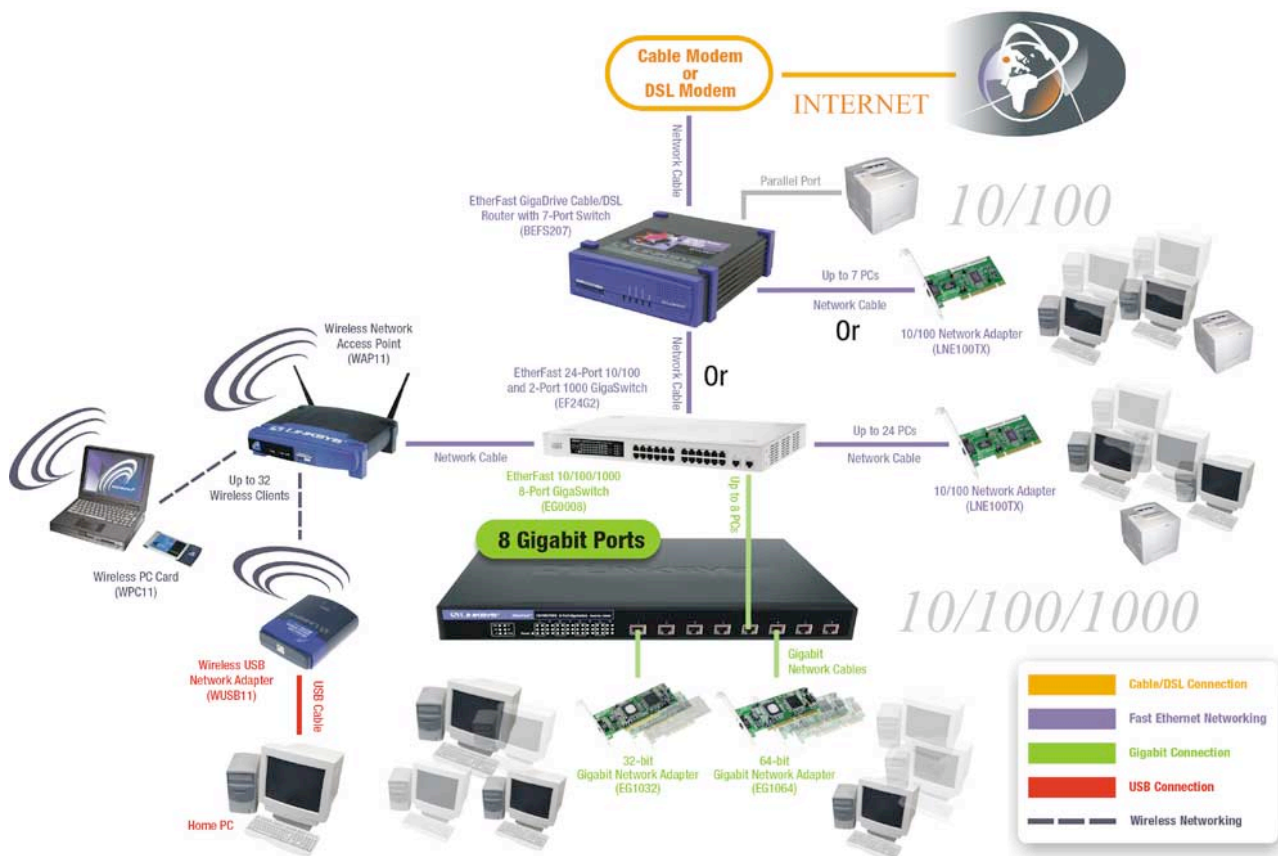 Cable Modem
or
DSL Modem
INTERNET
Network Cable
Parallel Port
10/100
EtherFast GigaDrive Cable/DSL
Router with 7-Port Switch
(BEFS207)
Up to 7 PCs
Network Cable
Or
10/100 Network Adapter
(LNE100TX)
Network Cable
Or
Wireless Network
Access Point
(WAP11)
EtherFast 24-Port 10/100
and 2-Port 1000 GigaSwitch
(EF24G2)
LINKSYS
Network Cable
Up to 24 PCs
Network Cable
10/100 Network Adapter
(LNE100TX)
Up to 32
Wireless Clients
EtherFast 10/100/1000
8-Port GigaSwitch
(EG0008)
Up to 8 PCs
8 Gigabit Ports
Wireless PC Card
(WPC11)
LINKSYS
10/100/1000
Gigabit
Network Cables
Wireless USB
Network Adapter
(WUSB11)
USB Cable
Home PC
32-bit
Gigabit Network Adapter
(EG1032)
64-bit
Gigabit Network Adapter
(EG1064)
Cable/DSL Connection
Fast Ethernet Networking
Gigabit Connection
USB Connection
Wireless Networking